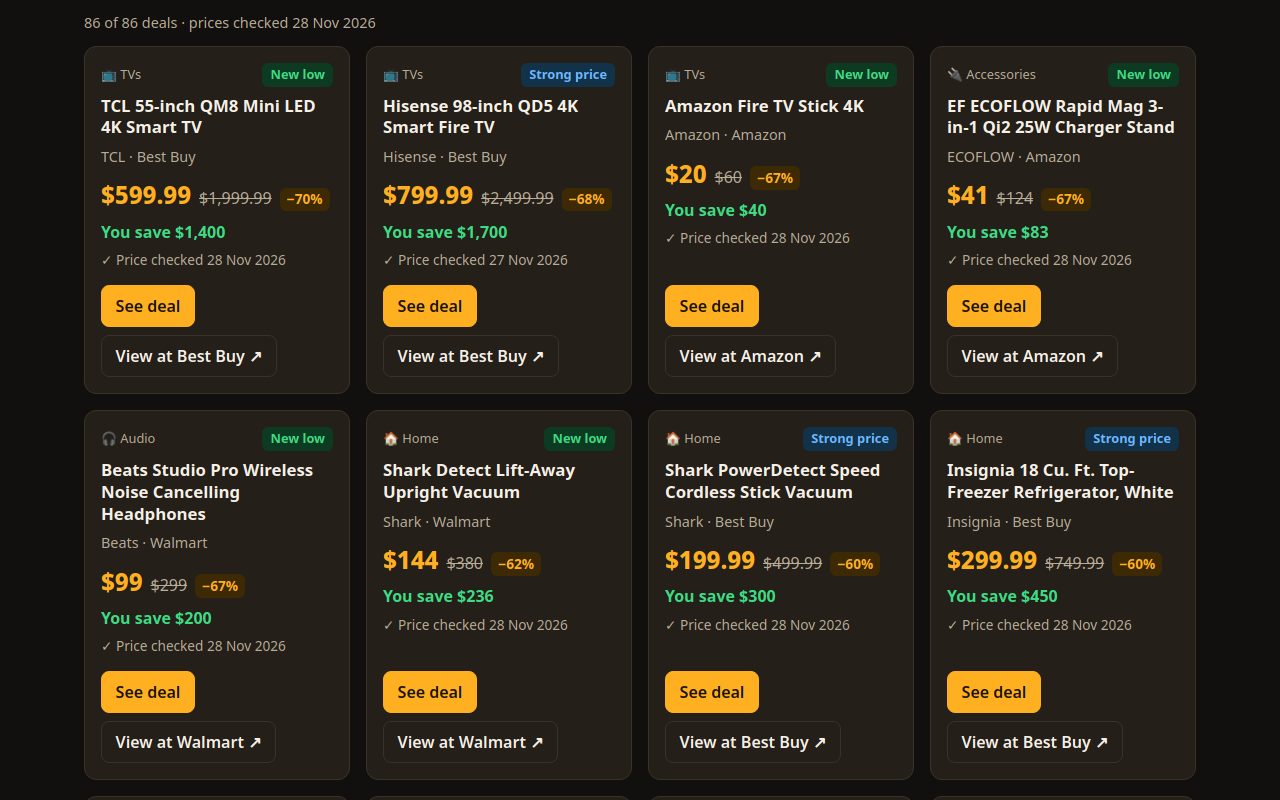 86 of 86 deals · prices checked 28 Nov 2026
📺 TVs
New low
TCL 55-inch QM8 Mini LED
4K Smart TV
TCL · Best Buy
$599.99 $1,999.99 −70%
You save $1,400
✓ Price checked 28 Nov 2026
See deal
View at Best Buy ↗
📺 TVs
Strong price
Hisense 98-inch QD5 4K
Smart Fire TV
Hisense · Best Buy
$799.99 $2,499.99 −68%
You save $1,700
✓ Price checked 27 Nov 2026
See deal
View at Best Buy ↗
📺 TVs
New low
Amazon Fire TV Stick 4K
Amazon · Amazon
$20 $60 −67%
You save $40
✓ Price checked 28 Nov 2026
See deal
View at Amazon ↗
🔌 Accessories
New low
EF ECOFLOW Rapid Mag 3-
in-1 Qi2 25W Charger Stand
ECOFLOW · Amazon
$41 $124 −67%
You save $83
✓ Price checked 28 Nov 2026
See deal
View at Amazon ↗
🎧 Audio
New low
Beats Studio Pro Wireless
Noise Cancelling
Headphones
Beats · Walmart
$99 $299 −67%
You save $200
✓ Price checked 28 Nov 2026
See deal
View at Walmart ↗
🏠 Home
New low
Shark Detect Lift-Away
Upright Vacuum
Shark · Walmart
$144 $380 −62%
You save $236
✓ Price checked 28 Nov 2026
See deal
View at Walmart ↗
🏠 Home
Strong price
Shark PowerDetect Speed
Cordless Stick Vacuum
Shark · Best Buy
$199.99 $499.99 −60%
You save $300
✓ Price checked 28 Nov 2026
See deal
View at Best Buy ↗
🏠 Home
Strong price
Insignia 18 Cu. Ft. Top-
Freezer Refrigerator, White
Insignia · Best Buy
$299.99 $749.99 −60%
You save $450
✓ Price checked 28 Nov 2026
See deal
View at Best Buy ↗